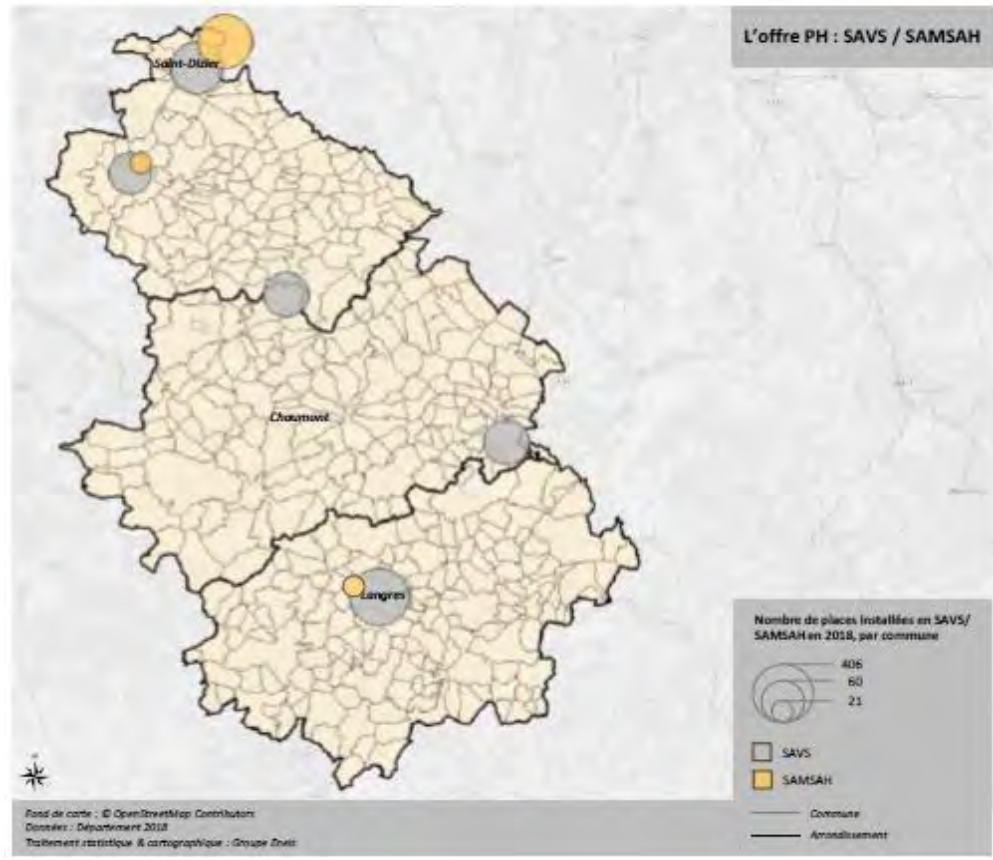 L'offre PH : SAVS / SAMSAH
Saint-Dizier
Chaumont
Langres
Nombre de places installées en SAVS/
SAMSAH en 2018, par commune
406
60
21
SAVS
SAMSAH
Commune
Arrondissement
Fond de carte : © OpenStreetMap Contributors
Données : Département 2018
Traitement statistique & cartographique : Groupe Eneis